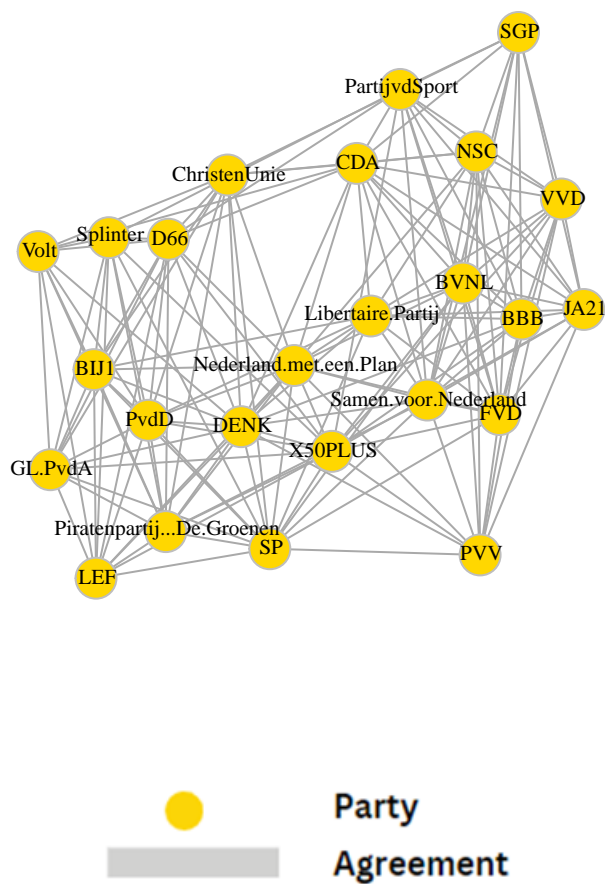 SGP
PartijvdSport
NSC
CDA
ChristenUnie
VVD
Splinter
D66
Volt
BVNL
JA21
Libertaire.Partij
BBB
Nederland.met.een.Plan
BIJ1
Samen.voor.Nederland
FVD
PvdD
DENK
X50PLUS
GL.PvdA
Piratenpartij...De.Groenen
SP
PVV
LEF
Party
Agreement